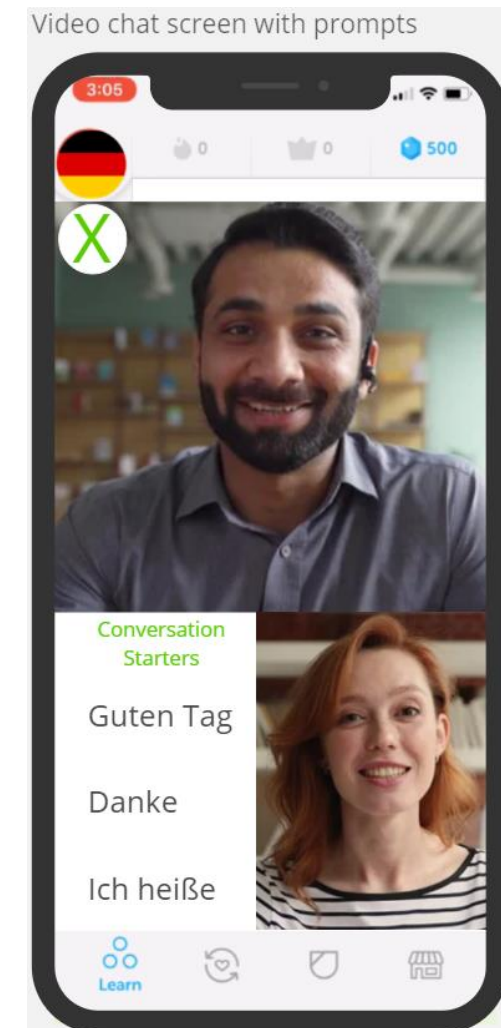 Video chat screen with prompts
3:05
0 0 500
X
Conversation
Starters
Guten Tag
Danke
Ich heiße
Learn